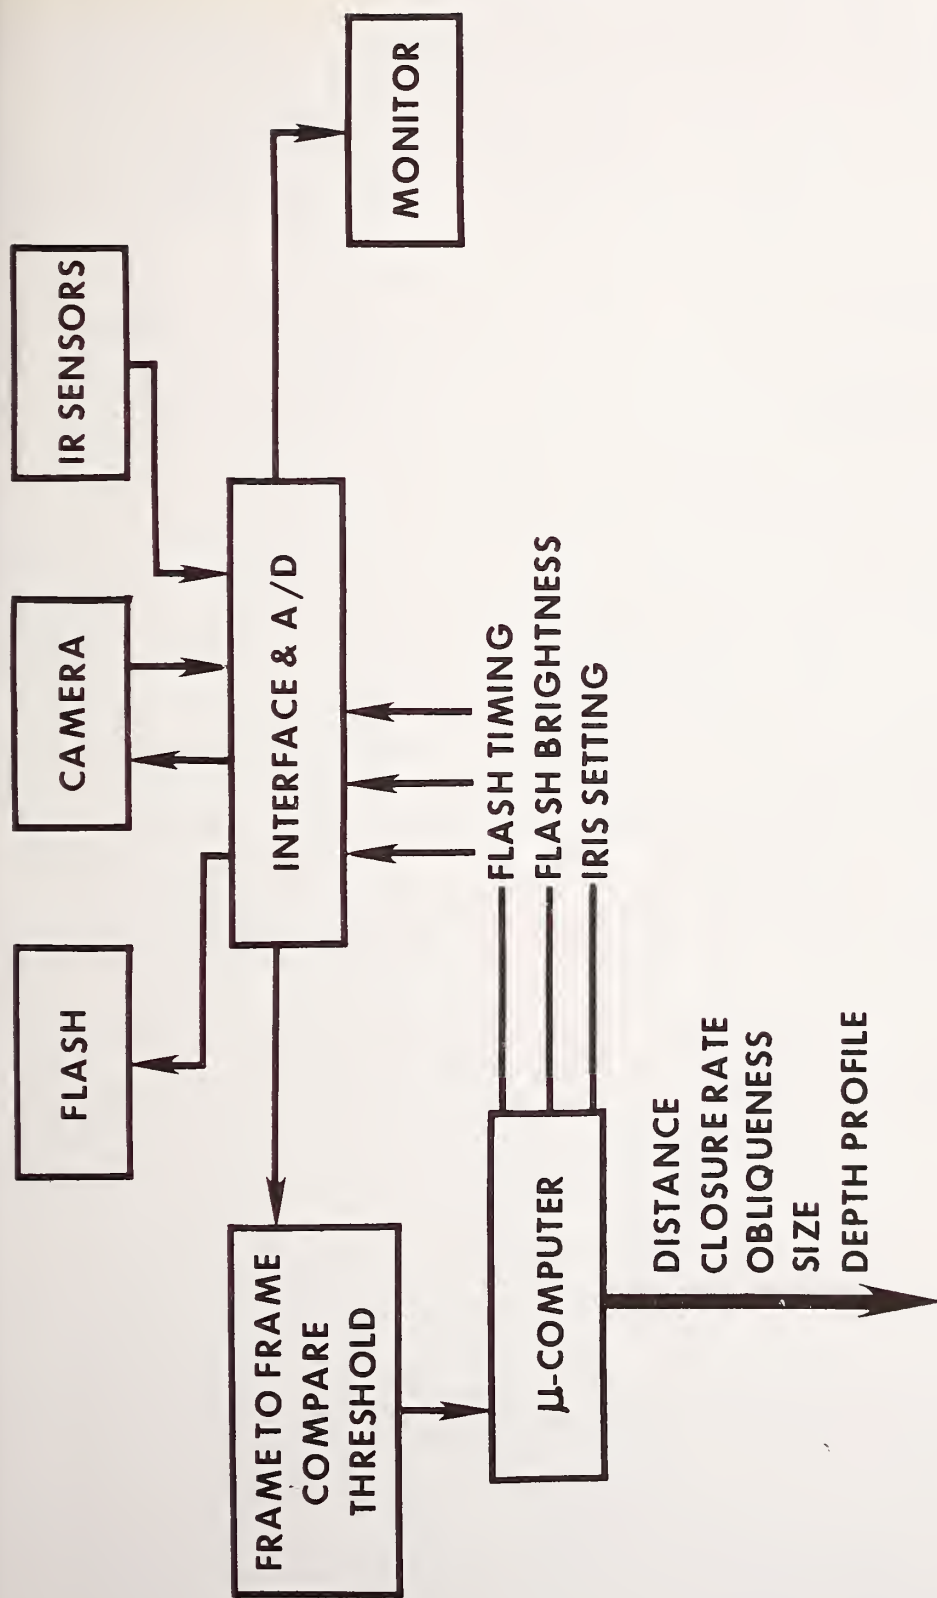 FLASH
CAMERA
IR SENSORS
FRAME TO FRAME
COMPARE
THRESHOLD
INTERFACE & A/D
MONITOR
μ-COMPUTER
FLASH TIMING
FLASH BRIGHTNESS
IRIS SETTING
DISTANCE
CLOSURE RATE
OBLIQUENESS
SIZE
DEPTH PROFILE